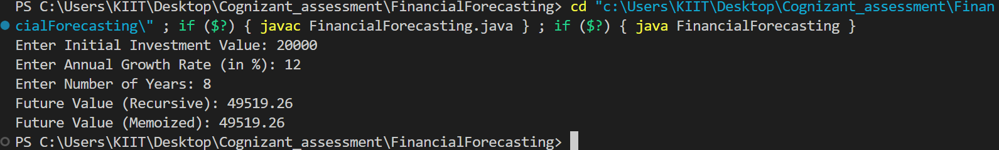 PS C:\Users\KIIT\Desktop\Cognizant_assessment\FinancialForecasting> cd "c:\Users\KIIT\Desktop\Cognizant_assessment\Finan
cialForecasting\" ; if ($?) { javac FinancialForecasting.java } ; if ($?) { java FinancialForecasting }
Enter Initial Investment Value: 20000
Enter Annual Growth Rate (in %): 12
Enter Number of Years: 8
Future Value (Recursive): 49519.26
Future Value (Memoized): 49519.26
PS C:\Users\KIIT\Desktop\Cognizant_assessment\FinancialForecasting>